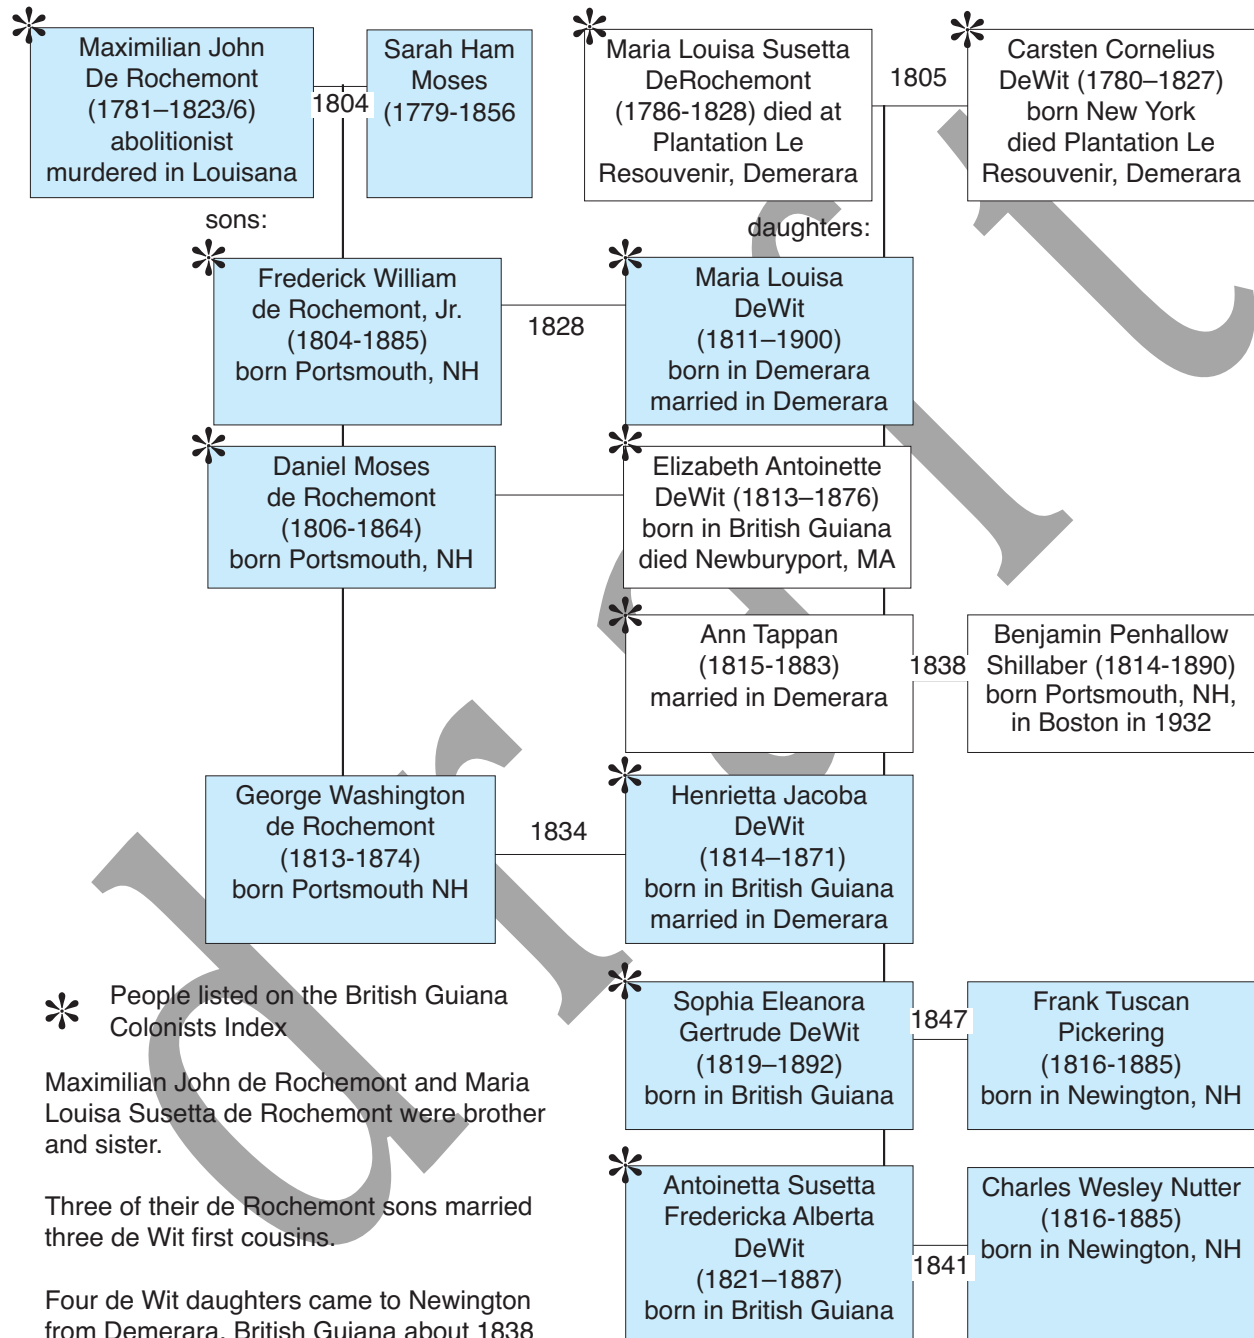 Maximilian John
De Rochemont
(1781–1823/6)
abolitionist
murdered in Louisana
1804
Sarah Ham
Moses
(1779-1856
Maria Louisa Susetta
DeRochemont
(1786-1828) died at
Plantation Le
Resouvenir, Demerara
1805
Carsten Cornelius
DeWit (1780–1827)
born New York
died Plantation Le
Resouvenir, Demerara
sons:
daughters:
Frederick William
de Rochemont, Jr.
(1804-1885)
born Portsmouth, NH
1828
Maria Louisa
DeWit
(1811–1900)
born in Demerara
married in Demerara
Daniel Moses
de Rochemont
(1806-1864)
born Portsmouth, NH
Elizabeth Antoinette
DeWit (1813–1876)
born in British Guiana
died Newburyport, MA
Ann Tappan
(1815-1883)
married in Demerara
1838
Benjamin Penhallow
Shillaber (1814-1890)
born Portsmouth, NH,
in Boston in 1932
George Washington
de Rochemont
(1813-1874)
born Portsmouth NH
1834
Henrietta Jacoba
DeWit
(1814–1871)
born in British Guiana
married in Demerara
Sophia Eleanora
Gertrude DeWit
(1819–1892)
born in British Guiana
1847
Frank Tuscan
Pickering
(1816-1885)
born in Newington, NH
Antoinetta Susetta
Fredericka Alberta
DeWit
(1821–1887)
born in British Guiana
1841
Charles Wesley Nutter
(1816-1885)
born in Newington, NH
* People listed on the British Guiana
Colonists Index
Maximilian John de Rochemont and Maria
Louisa Susetta de Rochemont were brother
and sister.
Three of their de Rochemont sons married
three de Wit first cousins.
Four de Wit daughters came to Newington
from Demerara, British Guiana about 1838
draft